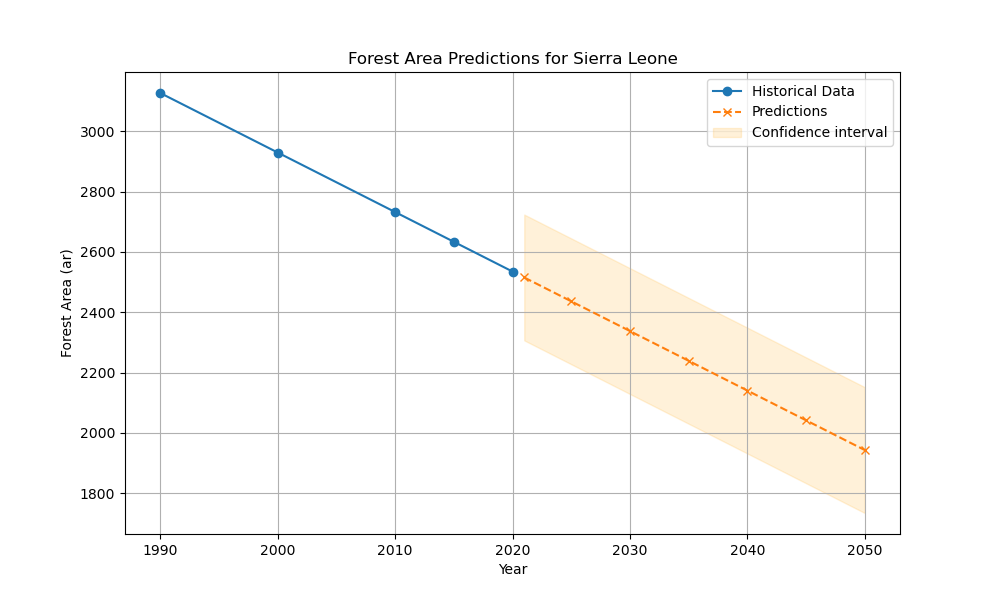 Forest Area Predictions for Sierra Leone
Historical Data
Predictions
Confidence interval
Forest Area (ar)
3000
2800
2600
2400
2200
2000
1800
1990 2000 2010 2020 2030 2040 2050
Year